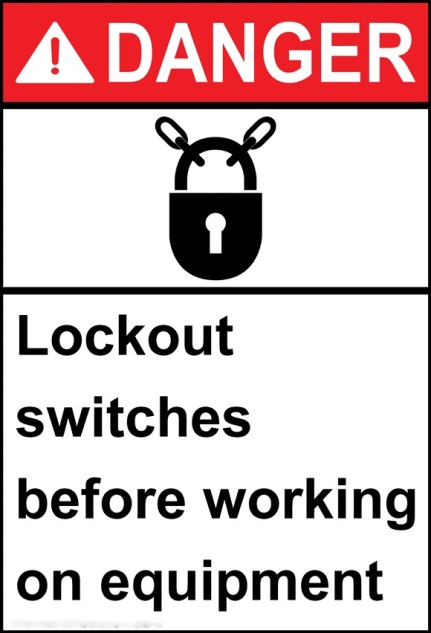 DANGER
Lockout
switches
before working
on equipment